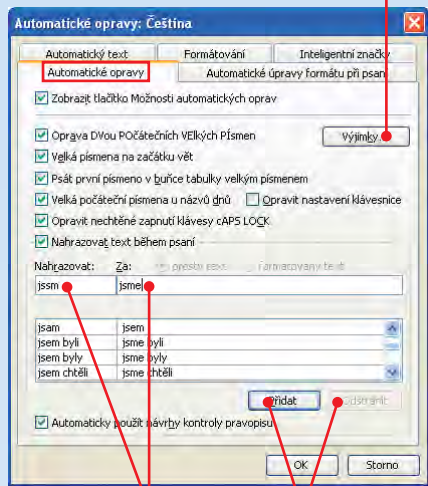 Automatické opravy: Čeština
Automatický text Formátování Inteligentní značky
Automatické opravy Automatické úpravy formátu při psaní
Zobrazit tlačítko Možnosti automatických oprav
Oprava DVou POčátečních VElkých PÍsmen Výjimky...
Velká písmena na začátku vět
Psát první písmeno v buňce tabulky velkým písmenem
Velká počáteční písmena u názvů dnů Opravit nastavení klávesnice
Opravit nechtěné zapnutí klávesy cAPS LOCK
Nahrazovat text během psaní
Nahrazovat: Za: prostý text Formátovaný text
jssm jsme
jsam jsem
jsem byli jsme byli
jsem byly jsme byly
jsem chtěli jsme chtěli
Přidat Odstranit
Automaticky použít návrhy kontroly pravopisu
OK Storno